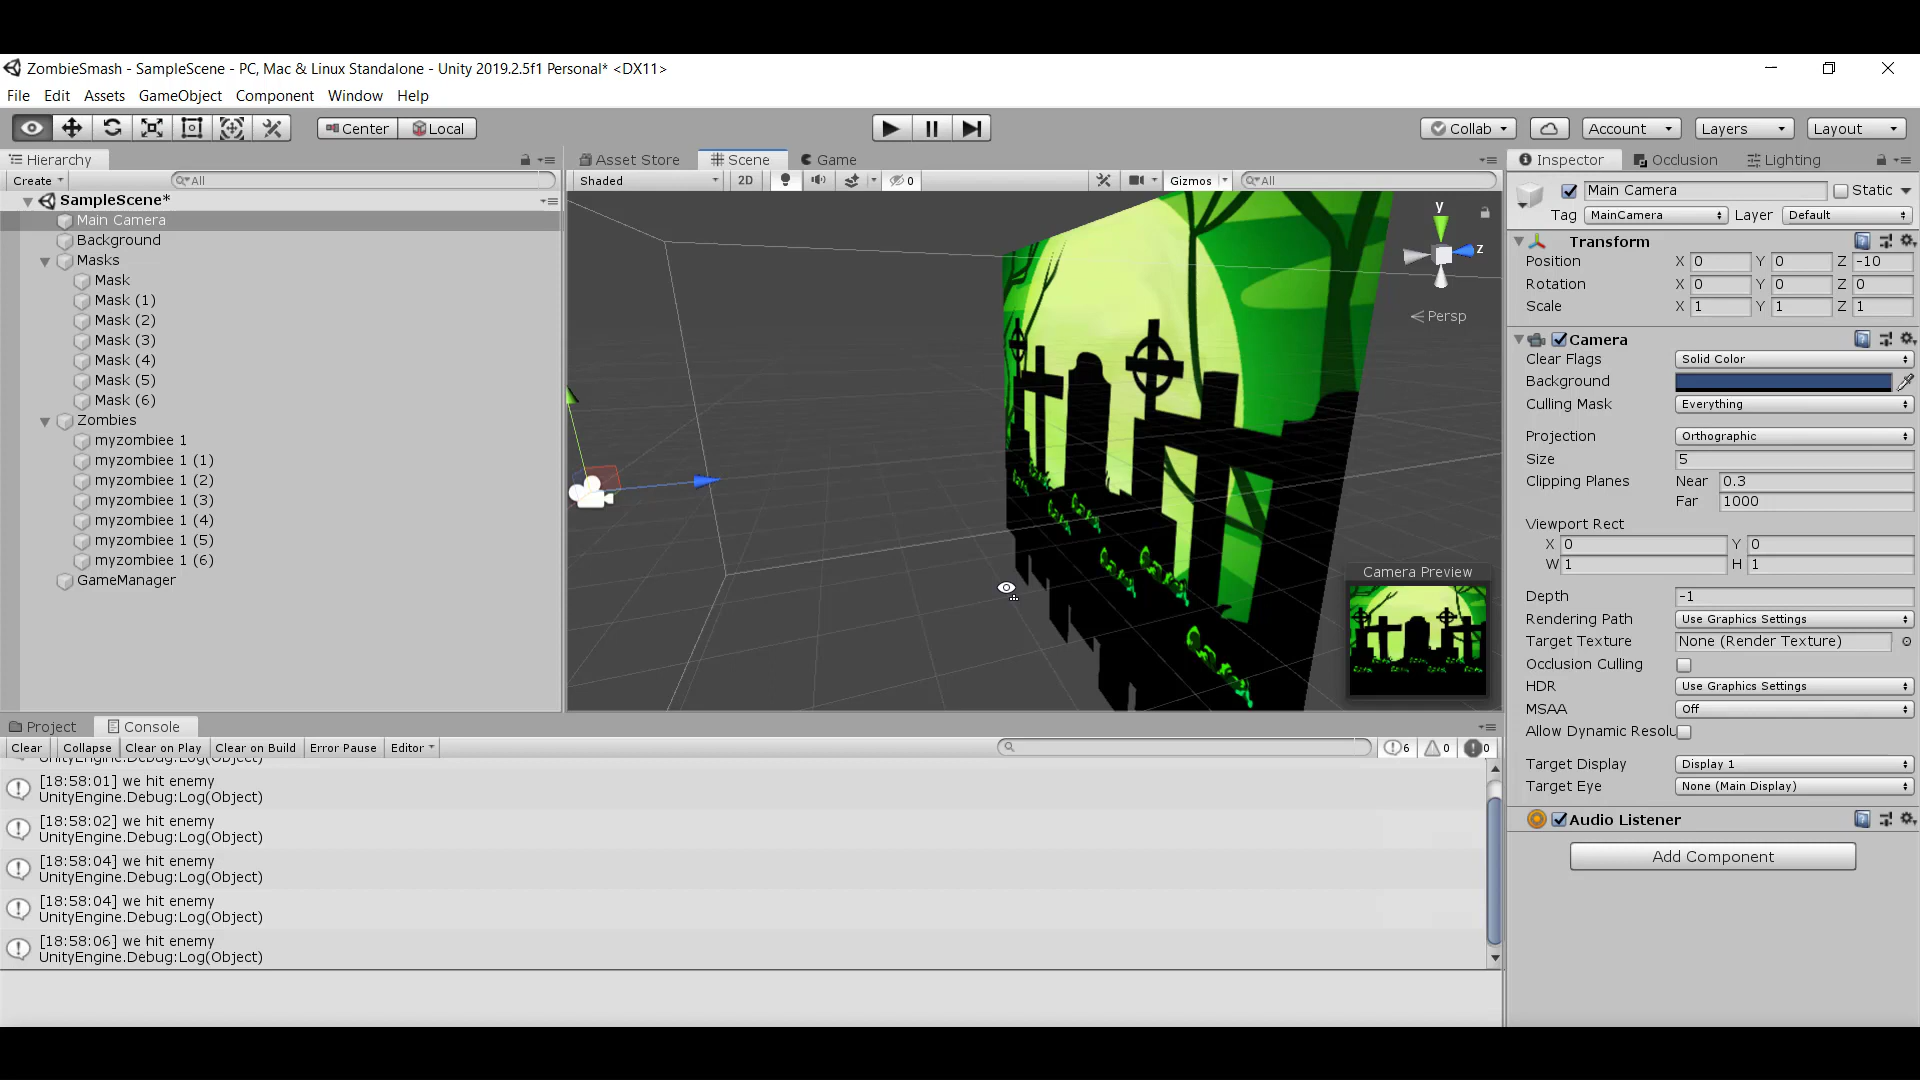 ZombieSmash - SampleScene - PC, Mac & Linux Standalone - Unity 2019.2.5f1 Personal* <DX11>
File Edit Assets GameObject Component Window Help
Center Local Collab Account Layers Layout
Hierarchy
Create All
SampleScene*
Main Camera
Background
Masks
Mask
Mask (1)
Mask (2)
Mask (3)
Mask (4)
Mask (5)
Mask (6)
Zombies
myzombiee 1
myzombiee 1 (1)
myzombiee 1 (2)
myzombiee 1 (3)
myzombiee 1 (4)
myzombiee 1 (5)
myzombiee 1 (6)
GameManager
Asset Store Scene Game
Shaded 2D 0 Gizmos All
y
z
Persp
Camera Preview
Inspector Occlusion Lighting
Main Camera Static
Tag MainCamera Layer Default
Transform
Position X 0 Y 0 Z -10
Rotation X 0 Y 0 Z 0
Scale X 1 Y 1 Z 1
Camera
Clear Flags Solid Color
Background
Culling Mask Everything
Projection Orthographic
Size 5
Clipping Planes Near 0.3
Far 1000
Viewport Rect
X 0 Y 0
W 1 H 1
Depth -1
Rendering Path Use Graphics Settings
Target Texture None (Render Texture)
Occlusion Culling
HDR Use Graphics Settings
MSAA Off
Allow Dynamic Resolu
Target Display Display 1
Target Eye None (Main Display)
Audio Listener
Add Component
Project Console
Clear Collapse Clear on Play Clear on Build Error Pause Editor 6 0 0
UnityEngine.Debug:Log(Object)
[18:58:01] we hit enemy
UnityEngine.Debug:Log(Object)
[18:58:02] we hit enemy
UnityEngine.Debug:Log(Object)
[18:58:04] we hit enemy
UnityEngine.Debug:Log(Object)
[18:58:04] we hit enemy
UnityEngine.Debug:Log(Object)
[18:58:06] we hit enemy
UnityEngine.Debug:Log(Object)